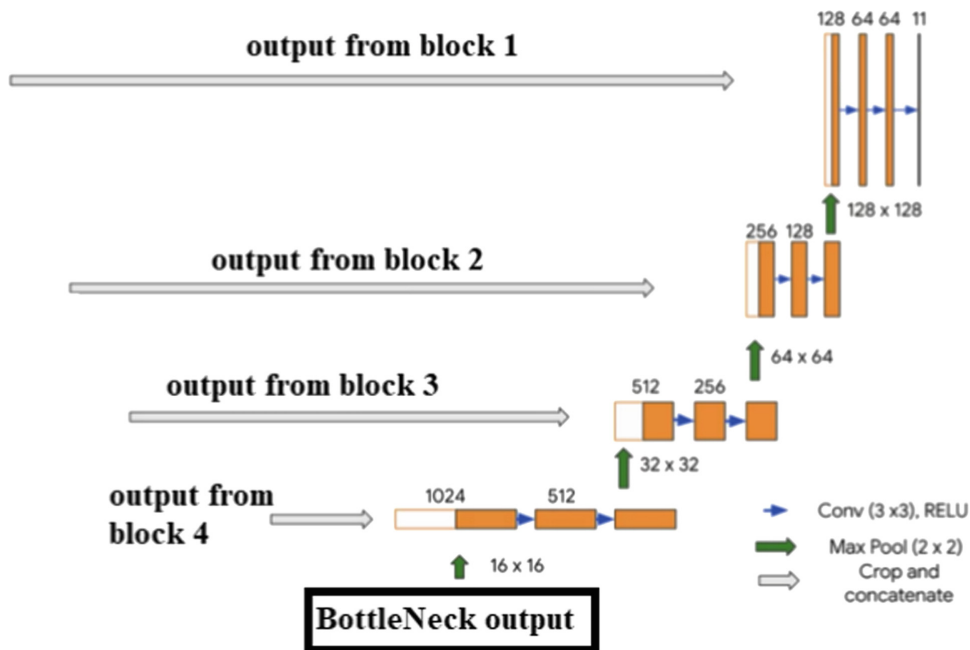 128 64 64 11
output from block 1
128 x 128
256 128
output from block 2
64 x 64
output from block 3
512 256
32 x 32
output from
block 4
1024 512
16 x 16
BottleNeck output
Conv (3 x3), RELU
Max Pool (2 x 2)
Crop and
concatenate